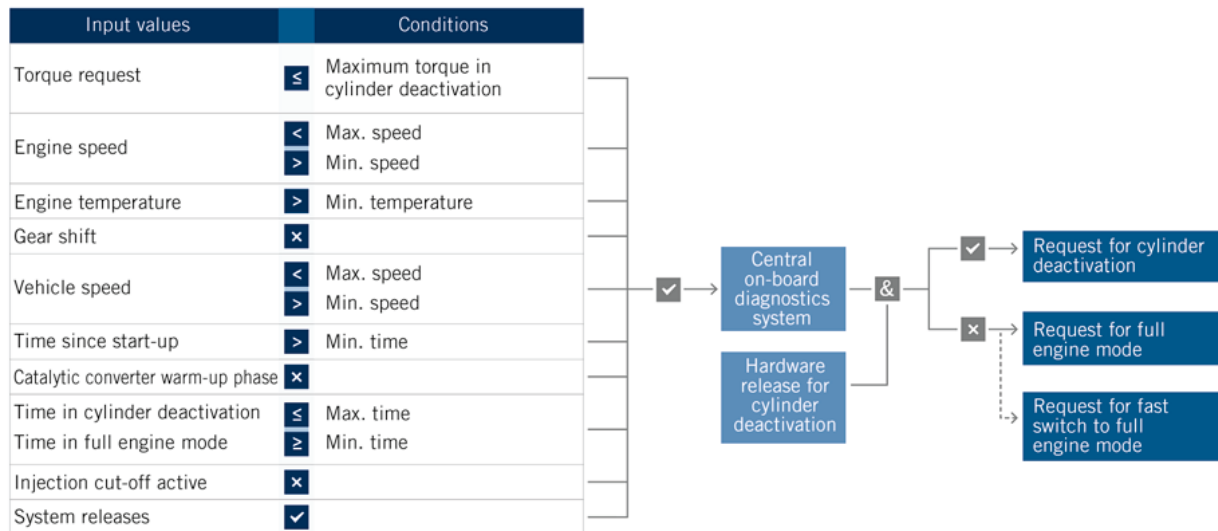 Input values Conditions
Torque request ≤ Maximum torque in
cylinder deactivation
Engine speed < Max. speed
> Min. speed
Engine temperature > Min. temperature
Gear shift ×
Vehicle speed < Max. speed
> Min. speed
Time since start-up > Min. time
Catalytic converter warm-up phase ×
Time in cylinder deactivation ≤ Max. time
Time in full engine mode ≥ Min. time
Injection cut-off active ×
System releases ✓
✓
Central
on-board
diagnostics
system
Hardware
release for
cylinder
deactivation
&
✓
Request for cylinder
deactivation
×
Request for full
engine mode
Request for fast
switch to full
engine mode